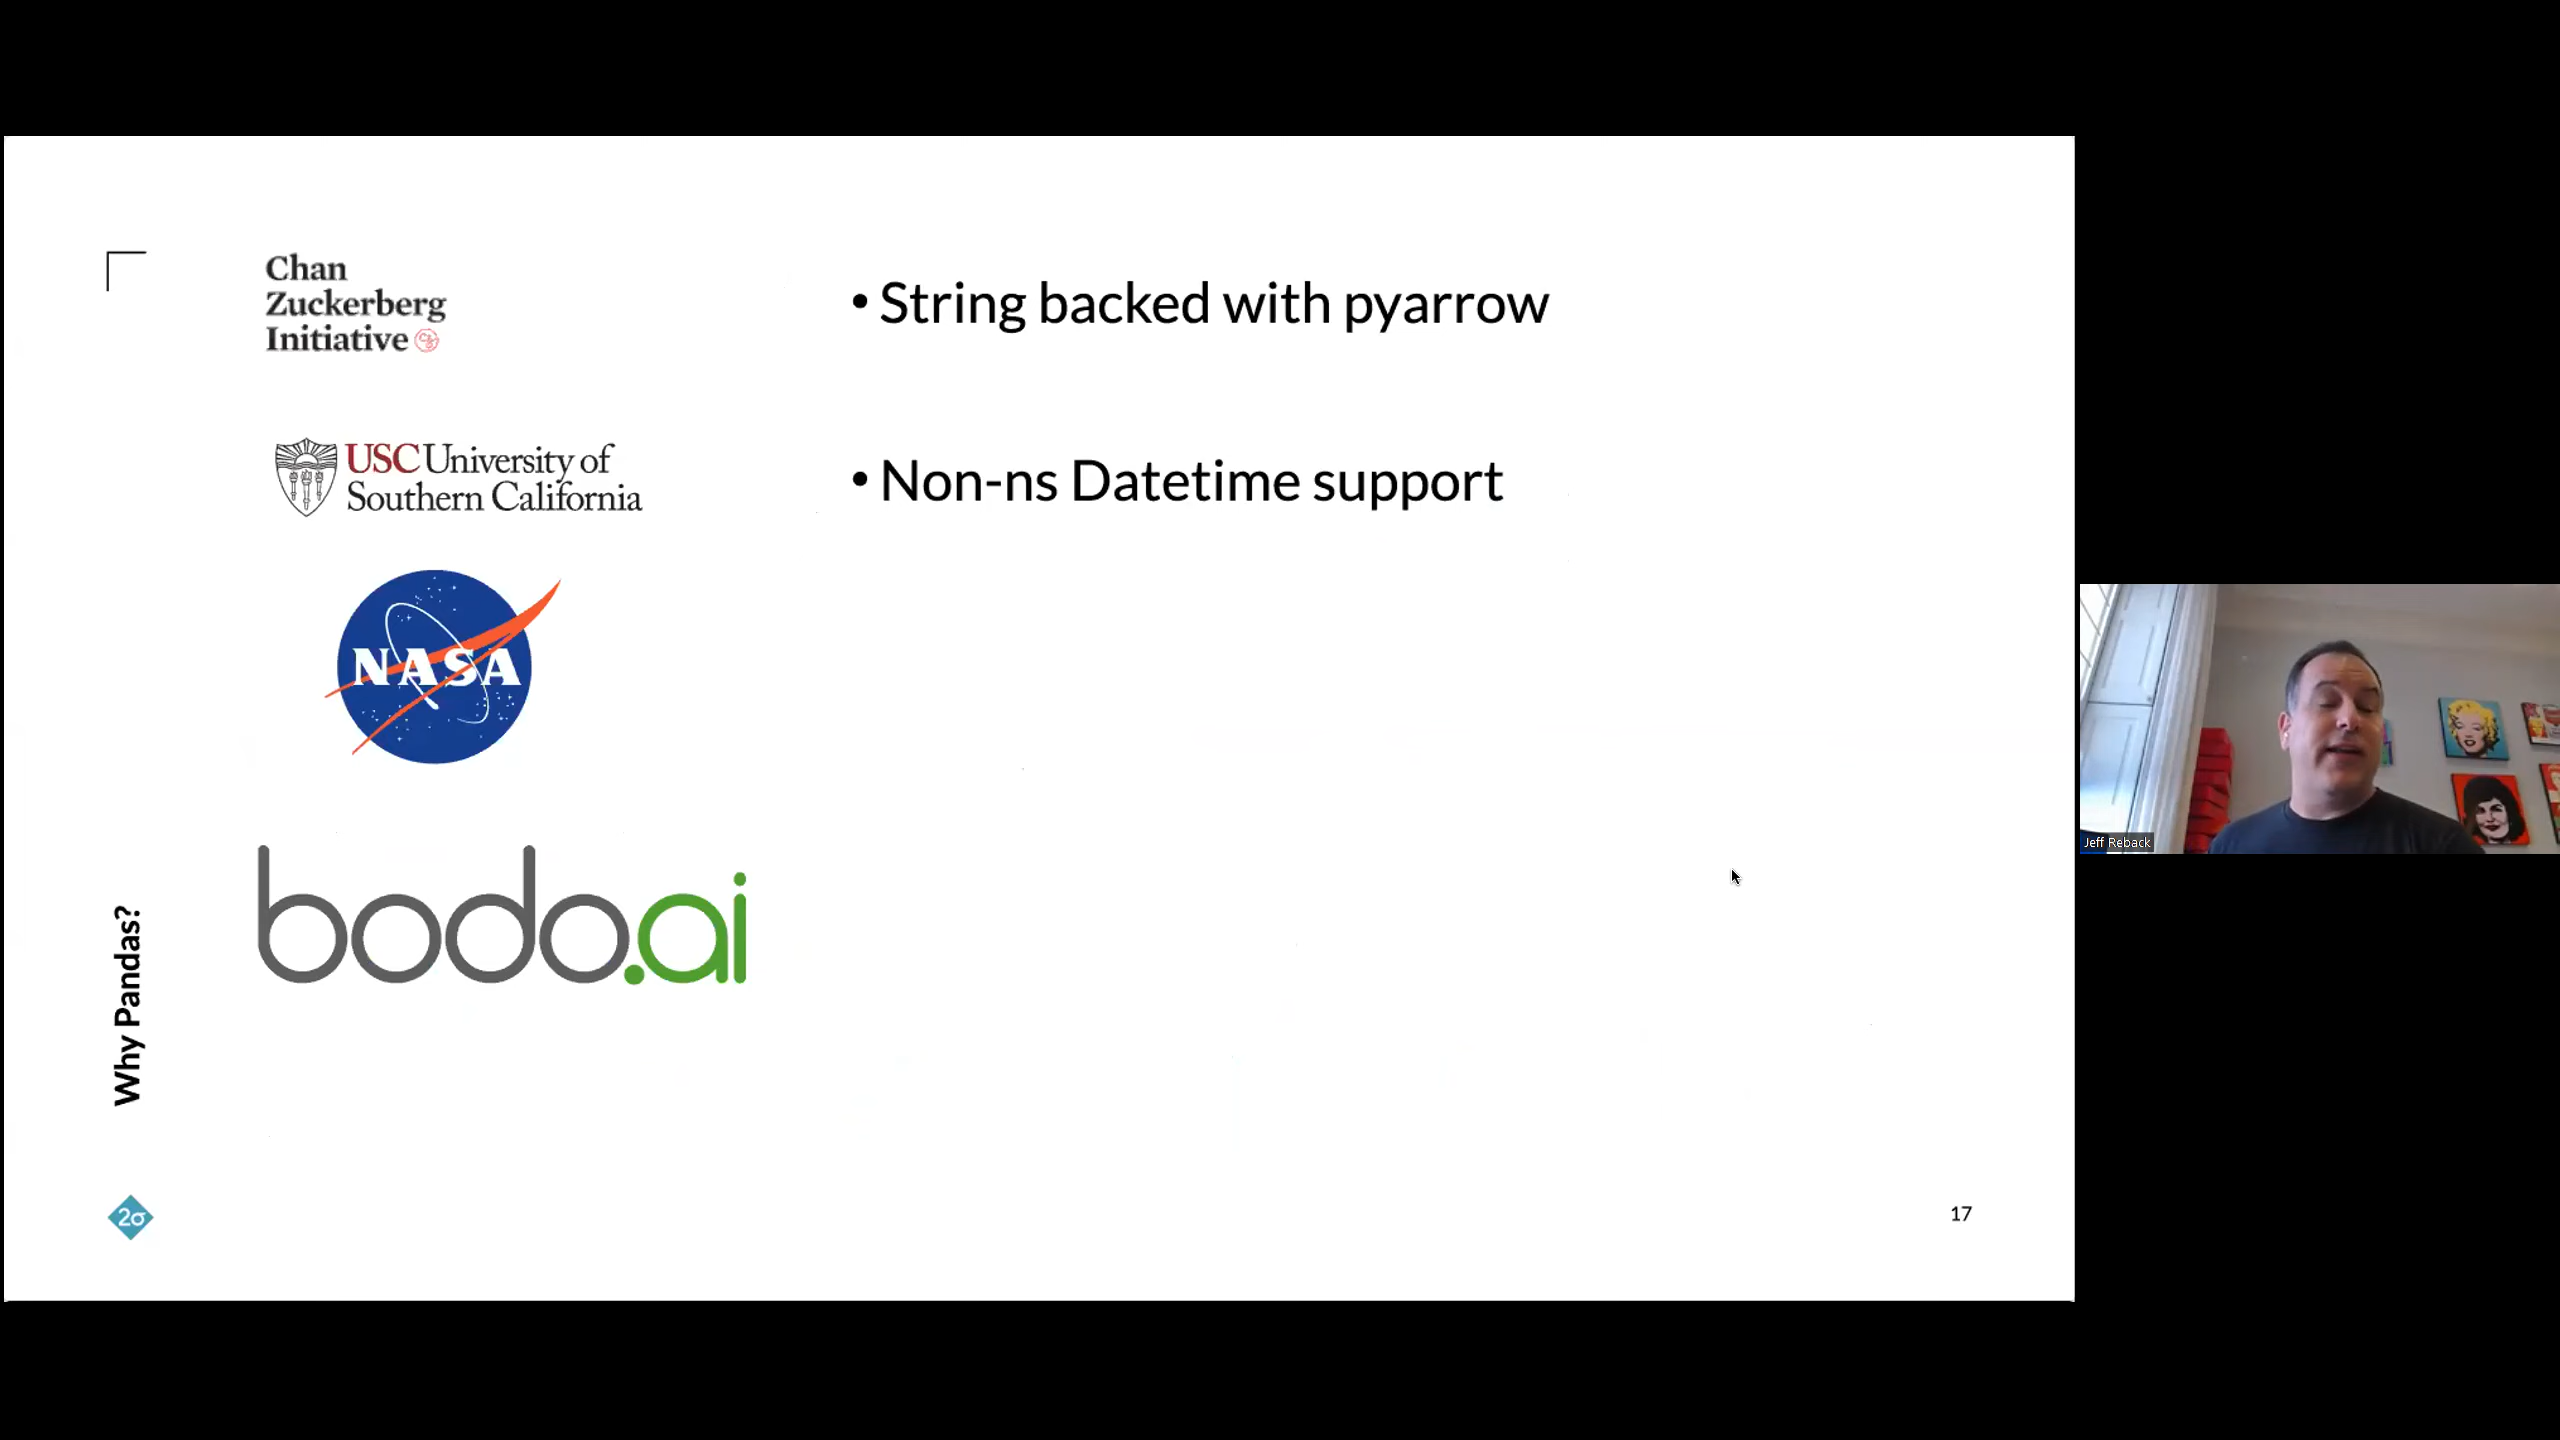 Chan
Zuckerberg
Initiative
• String backed with pyarrow
USC University of
Southern California
• Non-ns Datetime support
NASA
bodo.ai
Why Pandas?
2σ
17
Jeff Reback